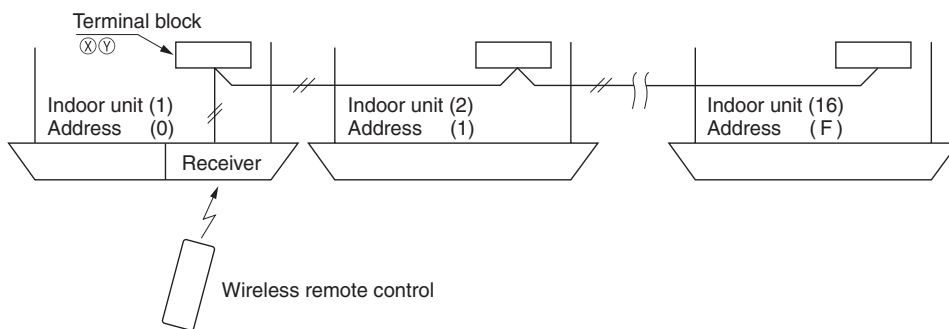 Terminal block
Ⓧ Ⓨ
Indoor unit (1)
Address (0)
Indoor unit (2)
Address (1)
Indoor unit (16)
Address ( F )
Receiver
Wireless remote control